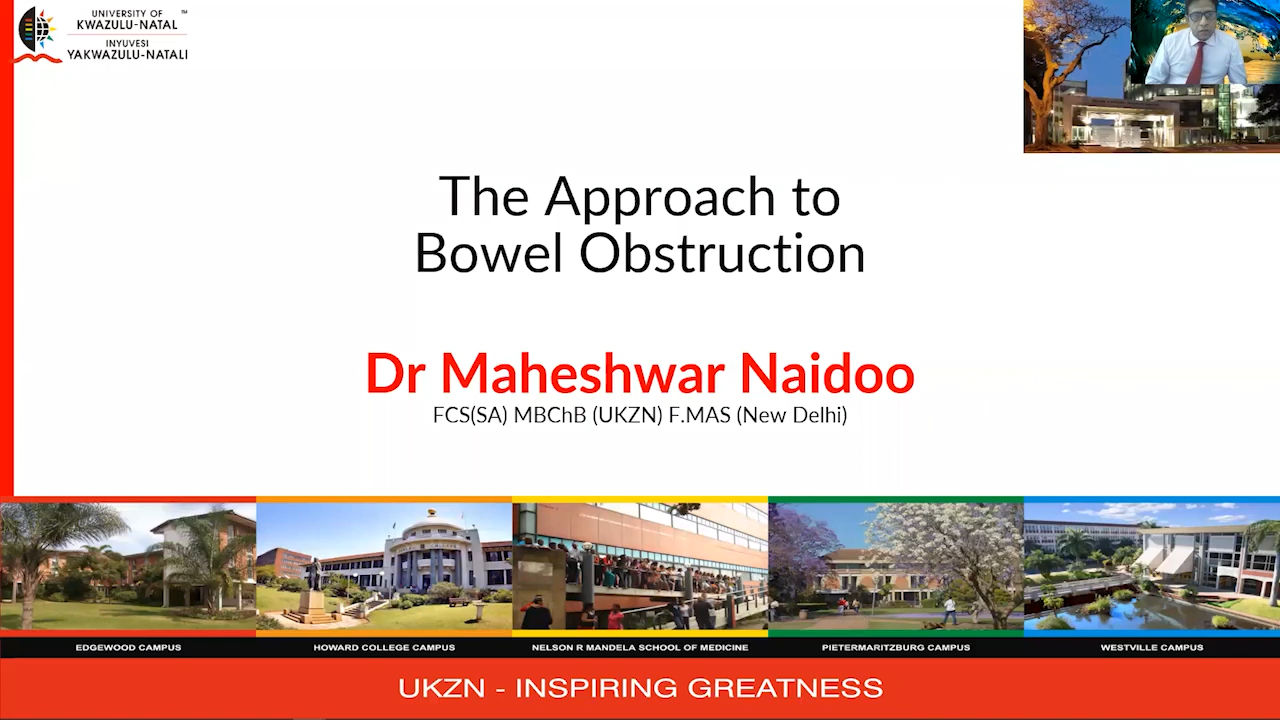 UNIVERSITY OF ™
KWAZULU-NATAL
INYUVESI
YAKWAZULU-NATALI
The Approach to
Bowel Obstruction
Dr Maheshwar Naidoo
FCS(SA) MBChB (UKZN) F.MAS (New Delhi)
EDGEWOOD CAMPUS
HOWARD COLLEGE CAMPUS
NELSON R MANDELA SCHOOL OF MEDICINE
PIETERMARITZBURG CAMPUS
WESTVILLE CAMPUS
UKZN - INSPIRING GREATNESS